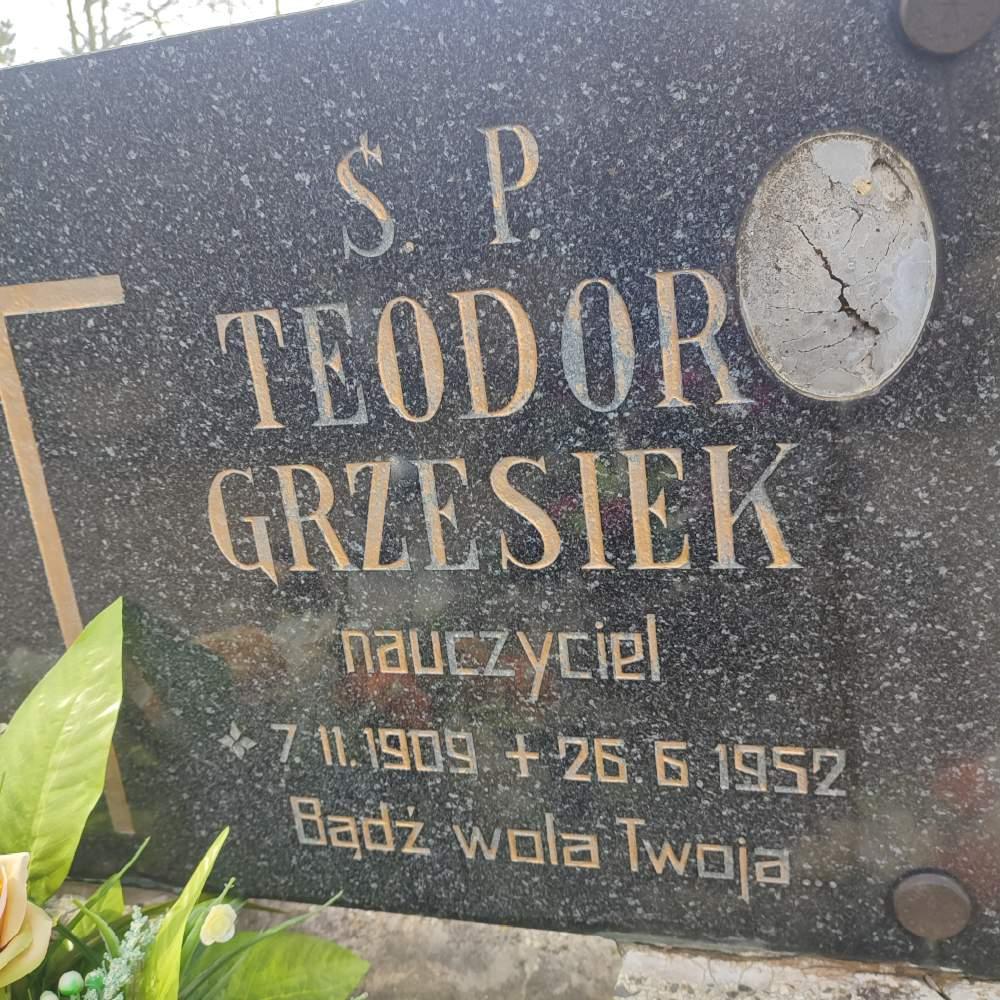 Ś. P.
TEODOR
GRZESIEK
nauczyciel
* 7.11.1909 + 26.6.1952
Bądź wola Twoja...